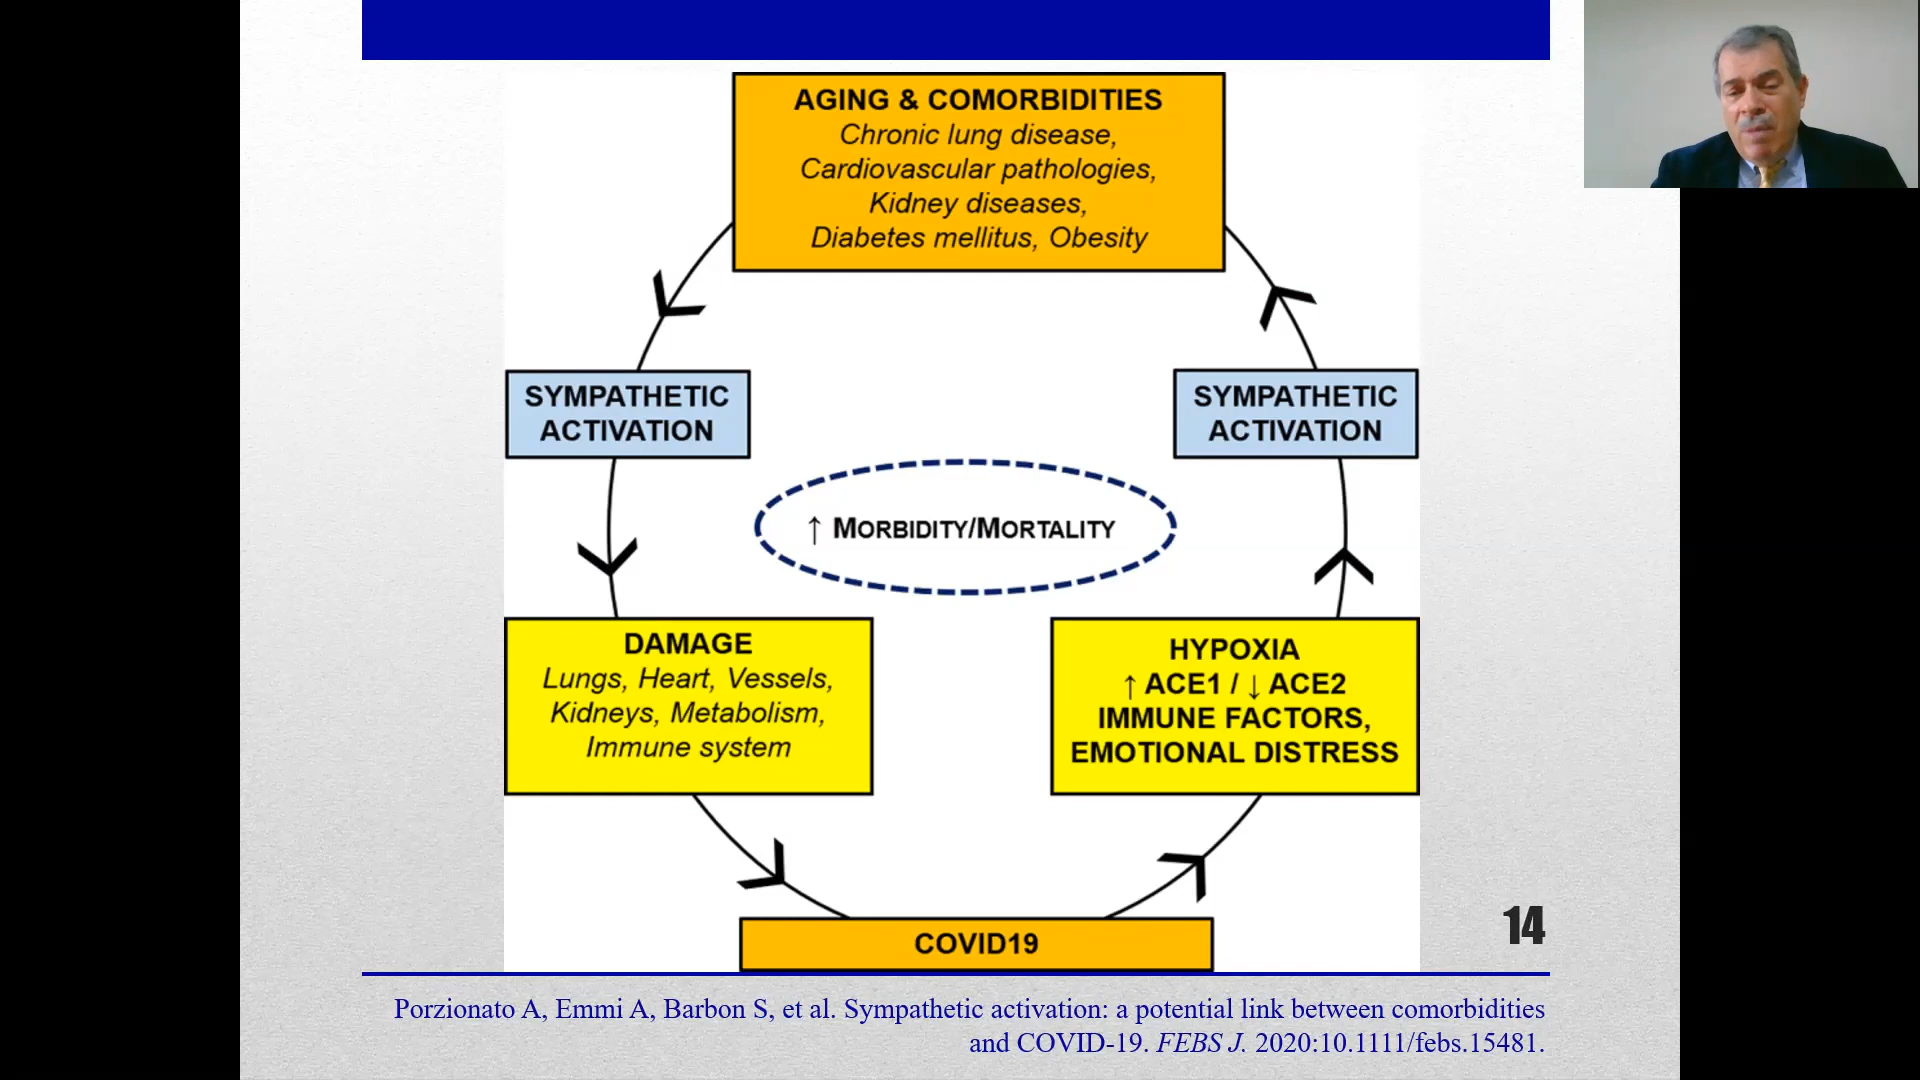 AGING & COMORBIDITIES
Chronic lung disease,
Cardiovascular pathologies,
Kidney diseases,
Diabetes mellitus, Obesity
SYMPATHETIC
ACTIVATION
SYMPATHETIC
ACTIVATION
↑ MORBIDITY/MORTALITY
DAMAGE
Lungs, Heart, Vessels,
Kidneys, Metabolism,
Immune system
HYPOXIA
↑ ACE1 / ↓ ACE2
IMMUNE FACTORS,
EMOTIONAL DISTRESS
COVID19
14
Porzionato A, Emmi A, Barbon S, et al. Sympathetic activation: a potential link between comorbidities
and COVID-19. FEBS J. 2020:10.1111/febs.15481.